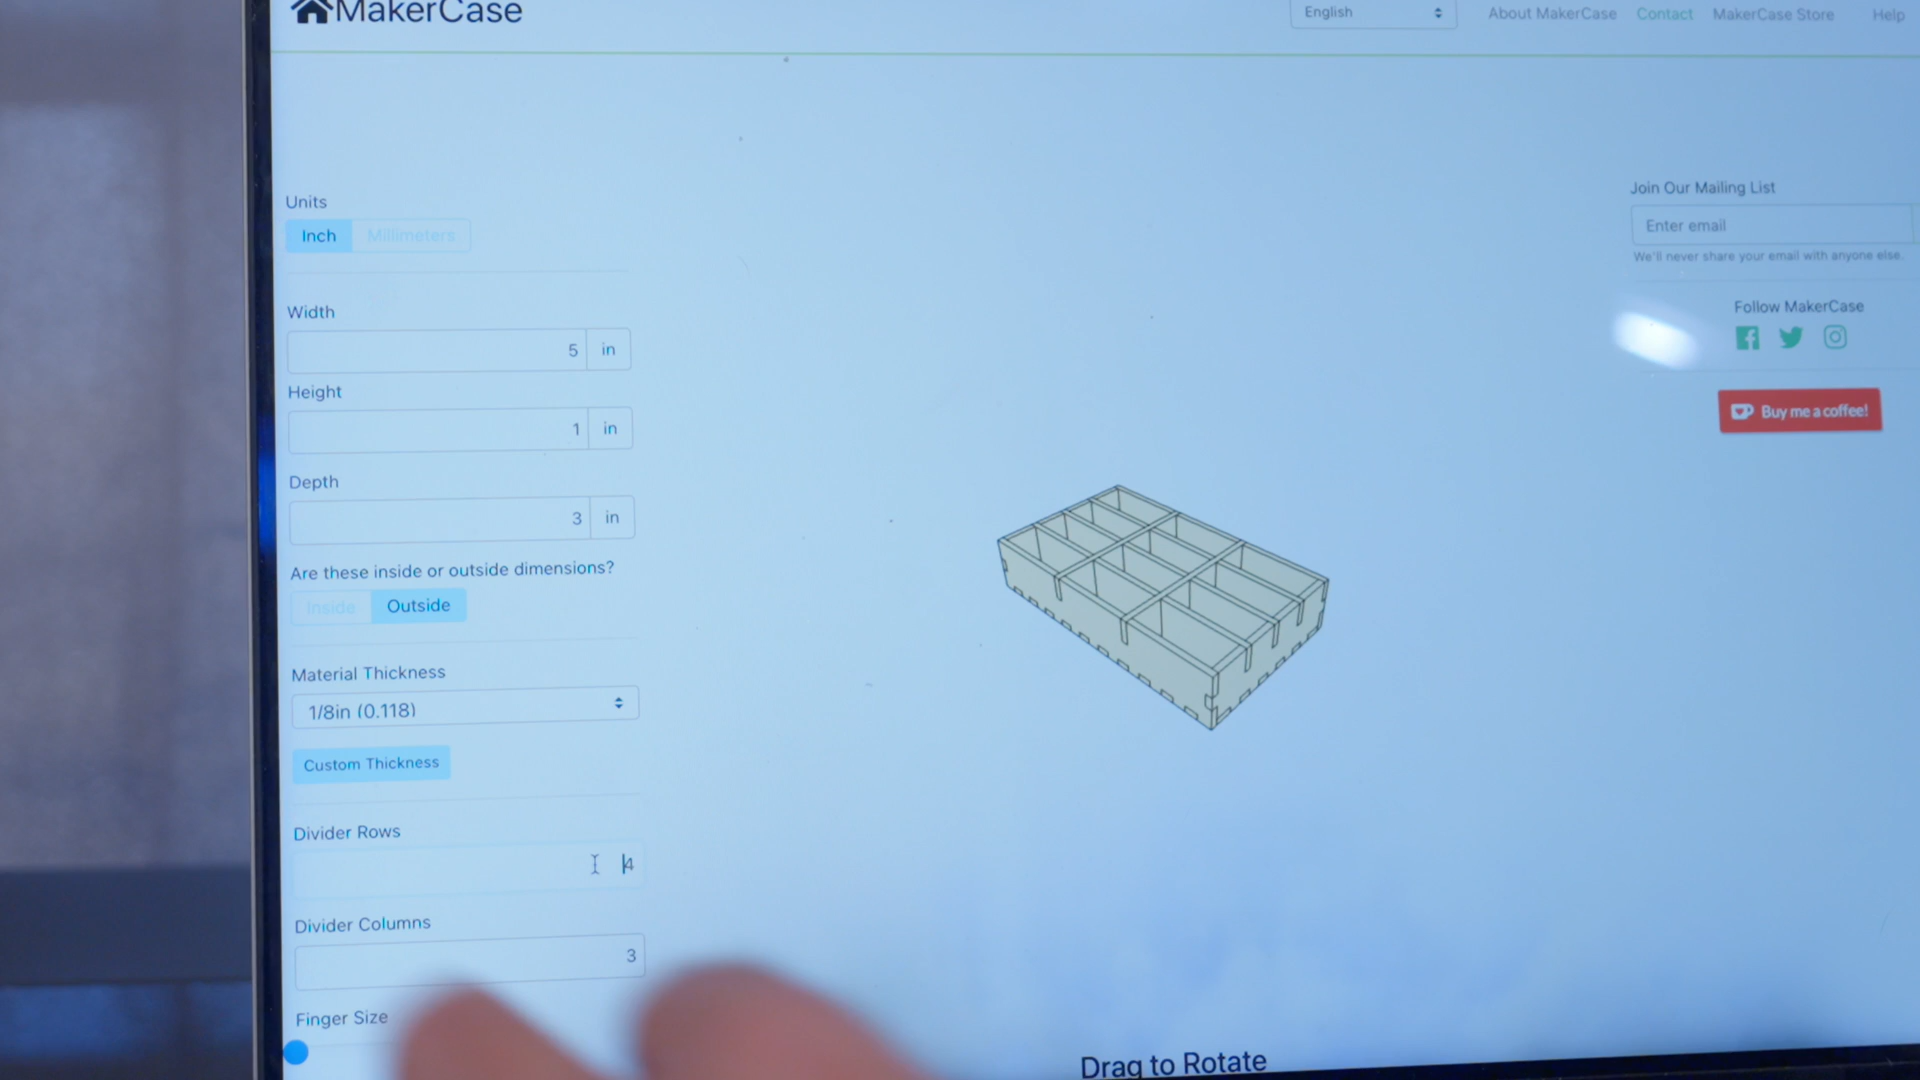 MakerCase
English
About MakerCase
Contact
MakerCase Store
Help
Units
Inch
Millimeters
Width
5 in
Height
1 in
Depth
3 in
Are these inside or outside dimensions?
Inside
Outside
Material Thickness
1/8in (0.118)
Custom Thickness
Divider Rows
4
Divider Columns
3
Finger Size
Drag to Rotate
Join Our Mailing List
Enter email
We'll never share your email with anyone else.
Follow MakerCase
Buy me a coffee!